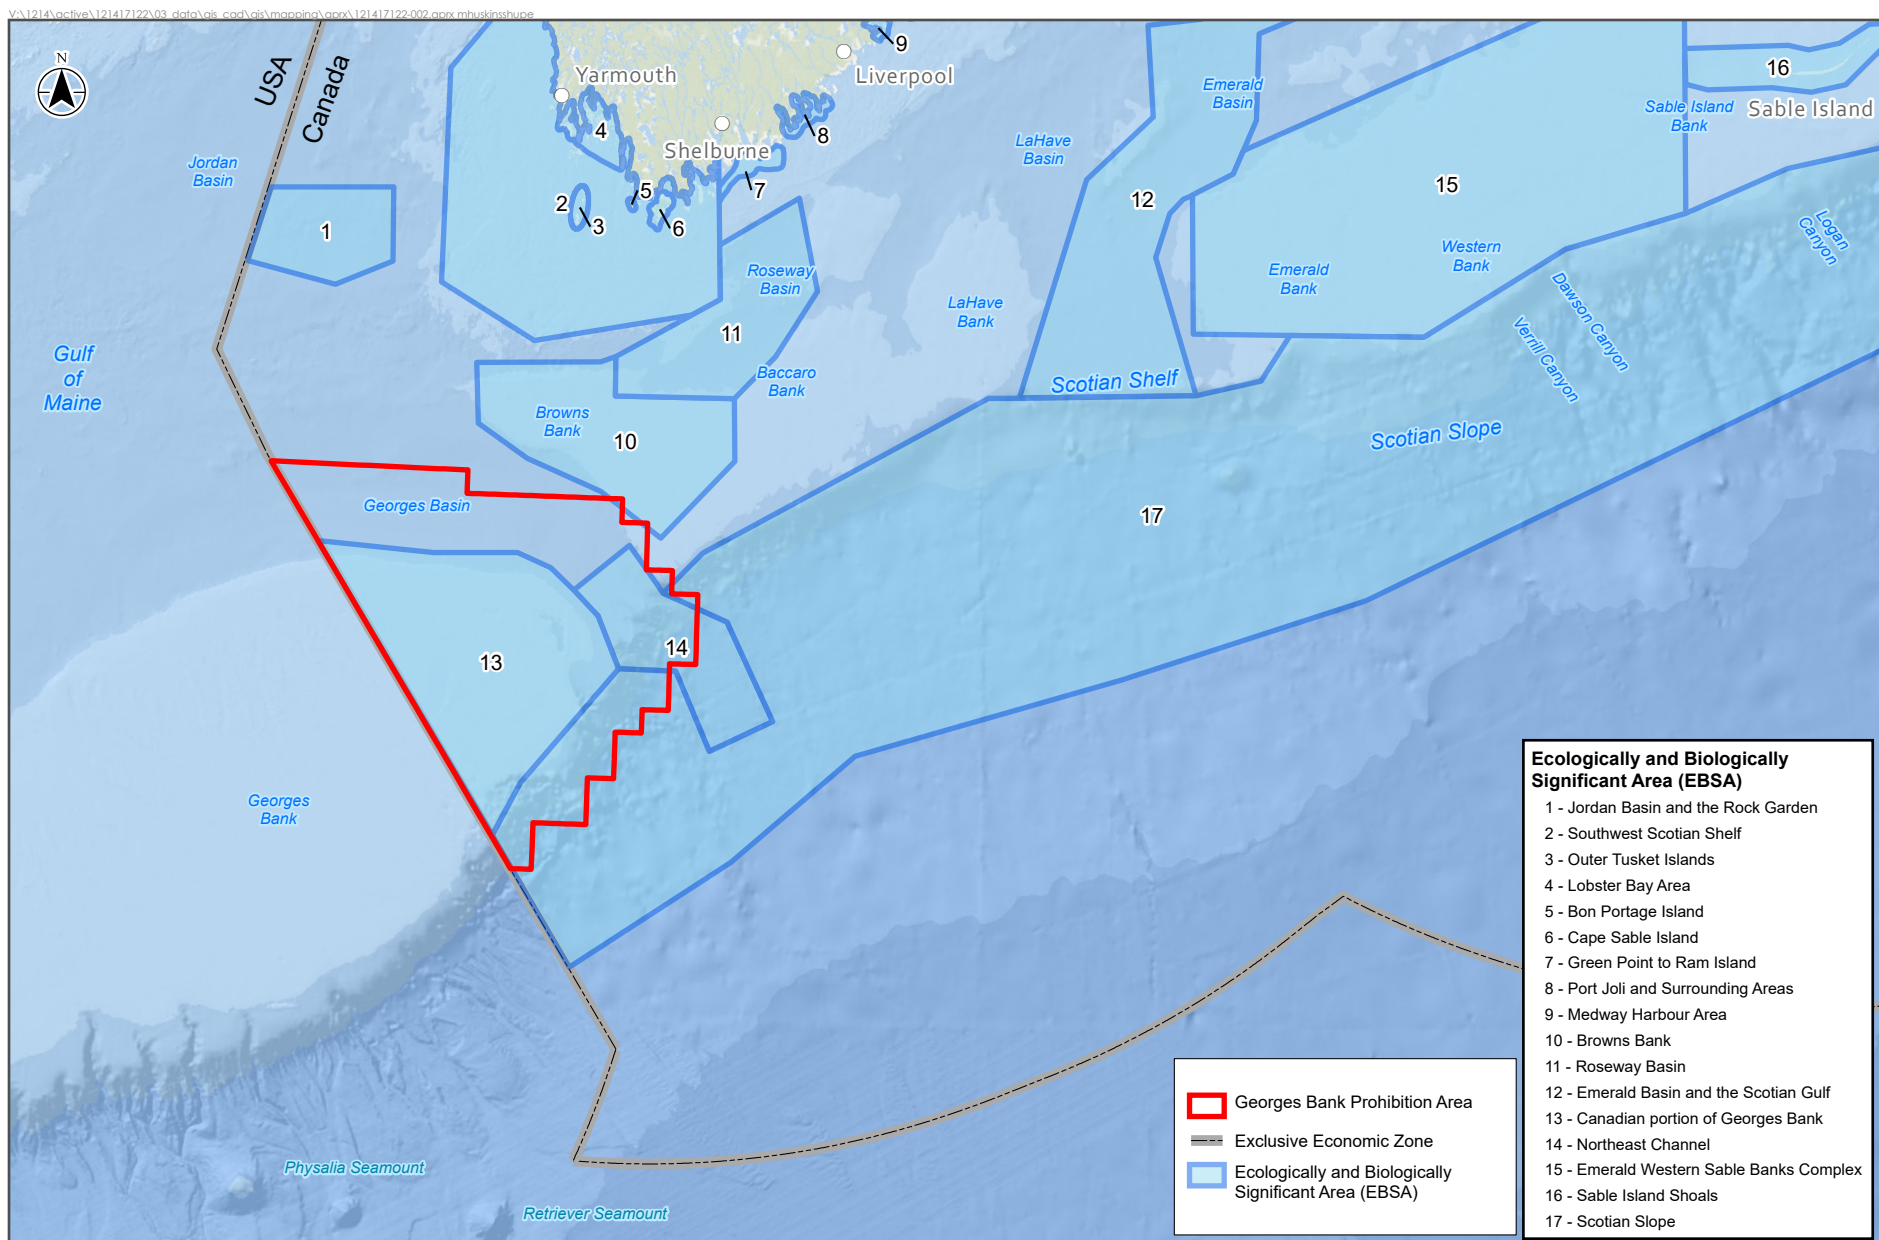 V:\1214\active\121417122\03_data\gis_cad\gis\mapping\aprx\121417122-002.aprx mhuskinsshupe
N
USA
Canada
Yarmouth
Liverpool
Shelburne
Sable Island
Jordan
Basin
Gulf
of
Maine
Emerald
Basin
LaHave
Basin
Sable Island
Bank
Logan
Canyon
Western
Bank
Emerald
Bank
Dawson Canyon
Verrill Canyon
Roseway
Basin
LaHave
Bank
Baccaro
Bank
Scotian Shelf
Scotian Slope
Browns
Bank
Georges Basin
Georges
Bank
Physalia Seamount
Retriever Seamount
1
2
3
4
5
6
7
8
9
10
11
12
13
14
15
16
17
Georges Bank Prohibition Area
Exclusive Economic Zone
Ecologically and Biologically
Significant Area (EBSA)
Ecologically and Biologically
Significant Area (EBSA)
1 - Jordan Basin and the Rock Garden
2 - Southwest Scotian Shelf
3 - Outer Tusket Islands
4 - Lobster Bay Area
5 - Bon Portage Island
6 - Cape Sable Island
7 - Green Point to Ram Island
8 - Port Joli and Surrounding Areas
9 - Medway Harbour Area
10 - Browns Bank
11 - Roseway Basin
12 - Emerald Basin and the Scotian Gulf
13 - Canadian portion of Georges Bank
14 - Northeast Channel
15 - Emerald Western Sable Banks Complex
16 - Sable Island Shoals
17 - Scotian Slope